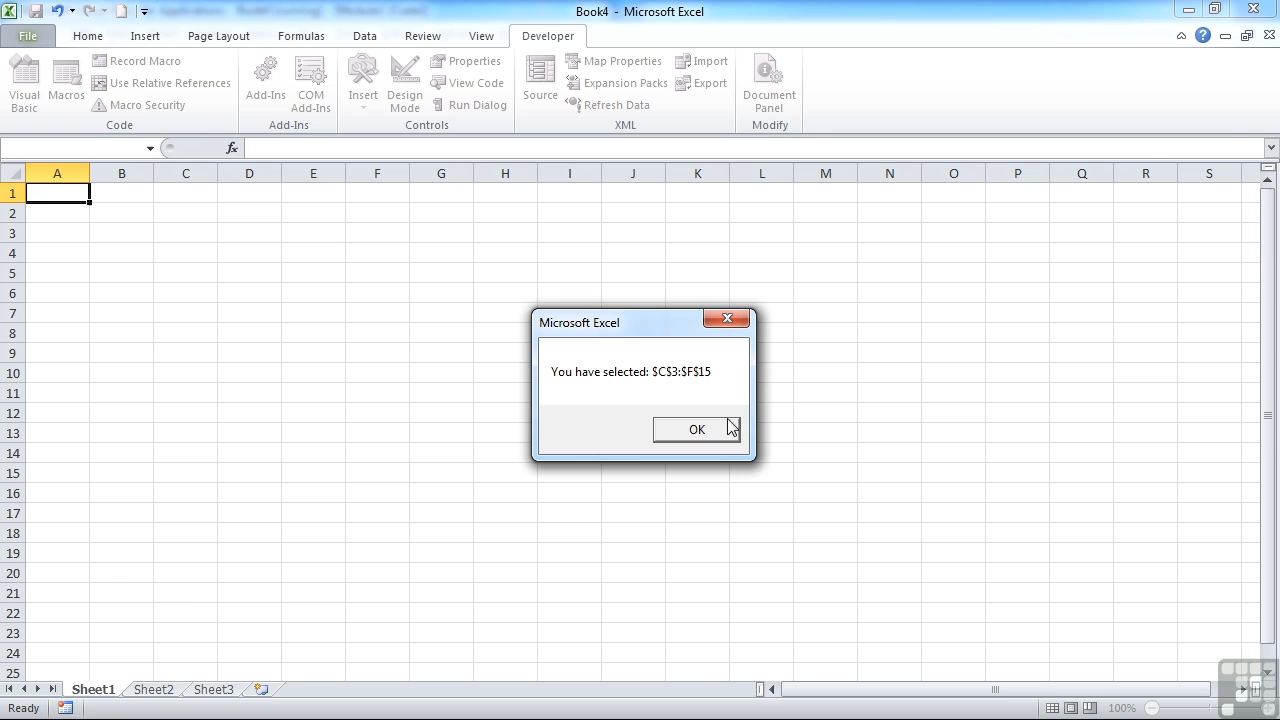 Book4 - Microsoft Excel
File Home Insert Page Layout Formulas Data Review View Developer
Visual Basic
Macros
Record Macro
Use Relative References
Macro Security
Code
Add-Ins
COM Add-Ins
Add-Ins
Insert
Design Mode
Properties
View Code
Run Dialog
Controls
Source
Map Properties
Expansion Packs
Refresh Data
Import
Export
XML
Document Panel
Modify
fx
A B C D E F G H I J K L M N O P Q R S
1
2
3
4
5
6
7
8
9
10
11
12
13
14
15
16
17
18
19
20
21
22
23
24
25
Microsoft Excel
You have selected: $C$3:$F$15
OK
Sheet1 Sheet2 Sheet3
Ready
100%